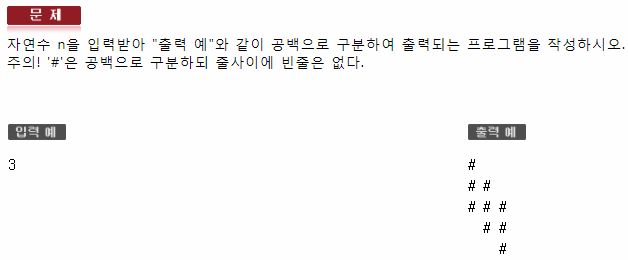 문 제
자연수 n을 입력받아 "출력 예"와 같이 공백으로 구분하여 출력되는 프로그램을 작성하시오.
주의! '#'은 공백으로 구분하되 줄사이에 빈줄은 없다.
입력 예
3
출력 예
#
# #
# # #
  # #
    #